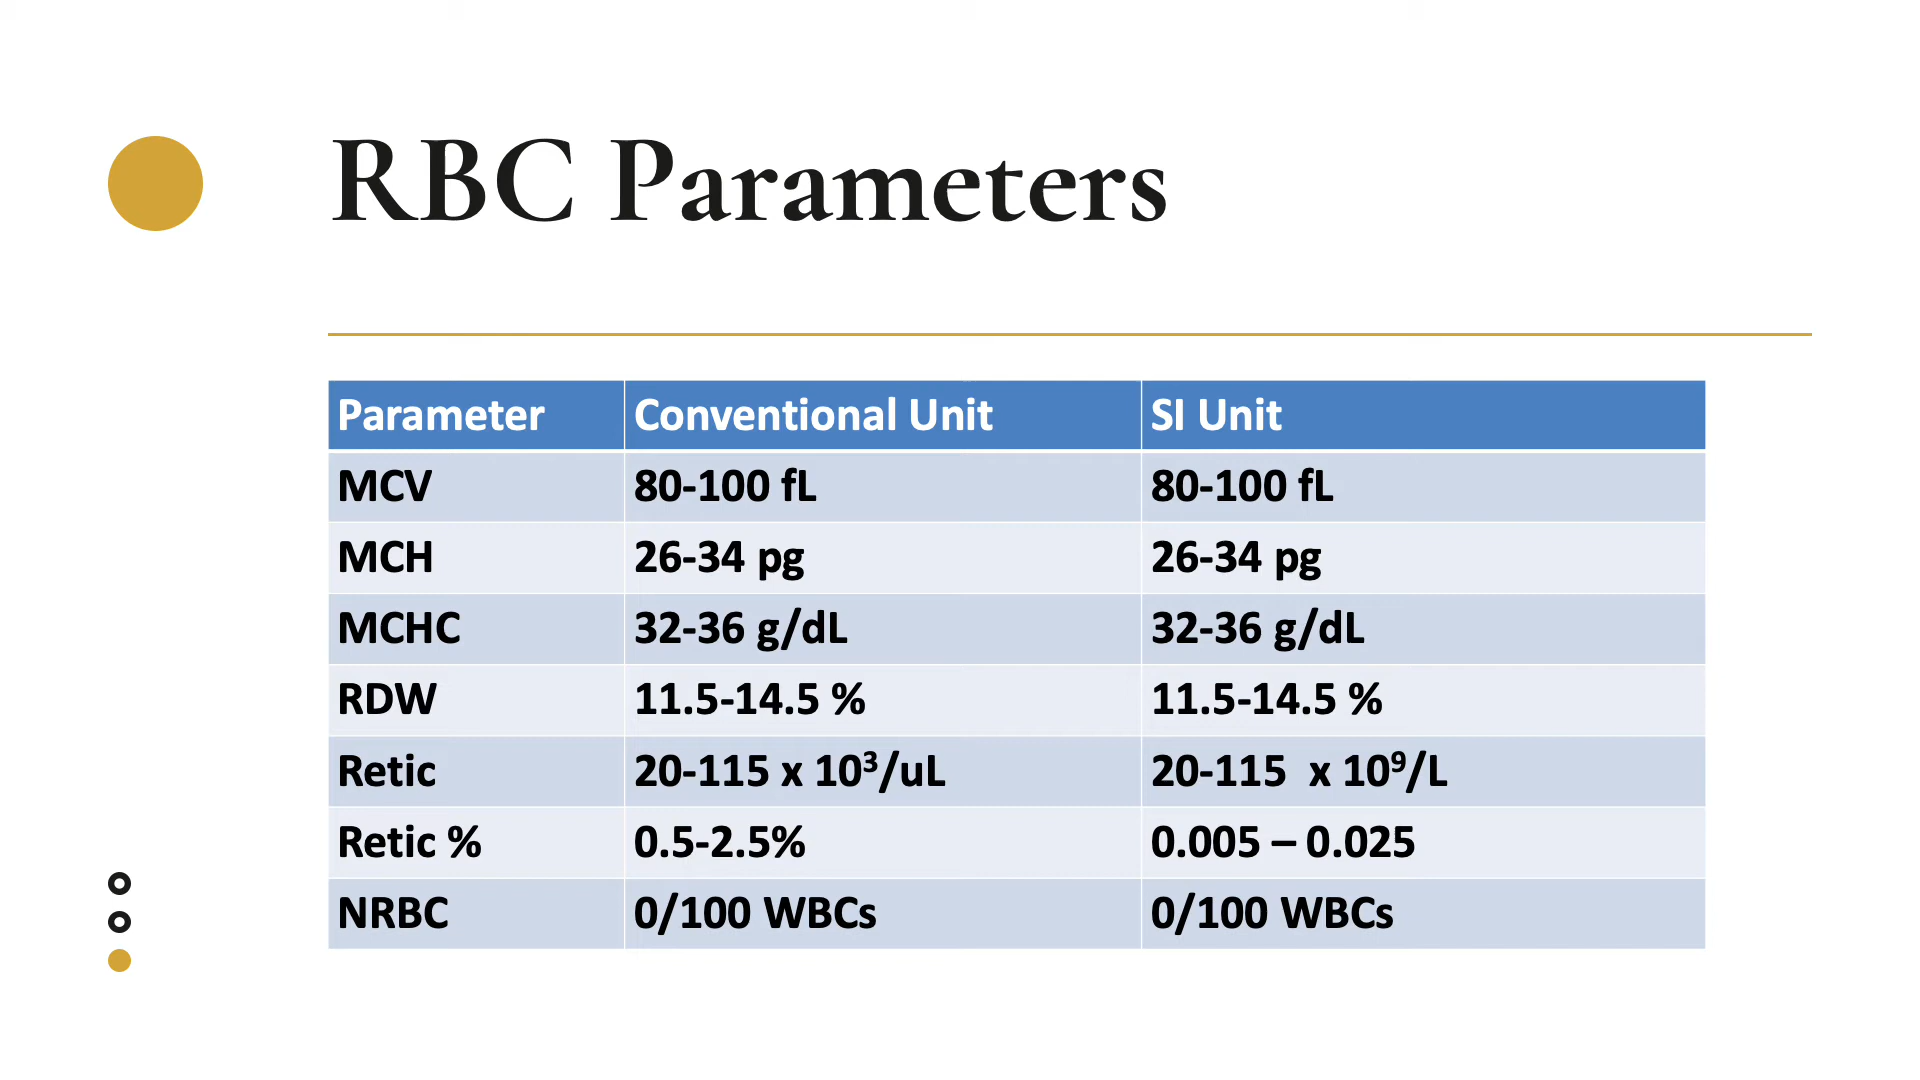 RBC Parameters
Parameter Conventional Unit SI Unit
MCV 80-100 fL 80-100 fL
MCH 26-34 pg 26-34 pg
MCHC 32-36 g/dL 32-36 g/dL
RDW 11.5-14.5 % 11.5-14.5 %
Retic 20-115 x 10³/uL 20-115 x 10⁹/L
Retic % 0.5-2.5% 0.005 – 0.025
NRBC 0/100 WBCs 0/100 WBCs